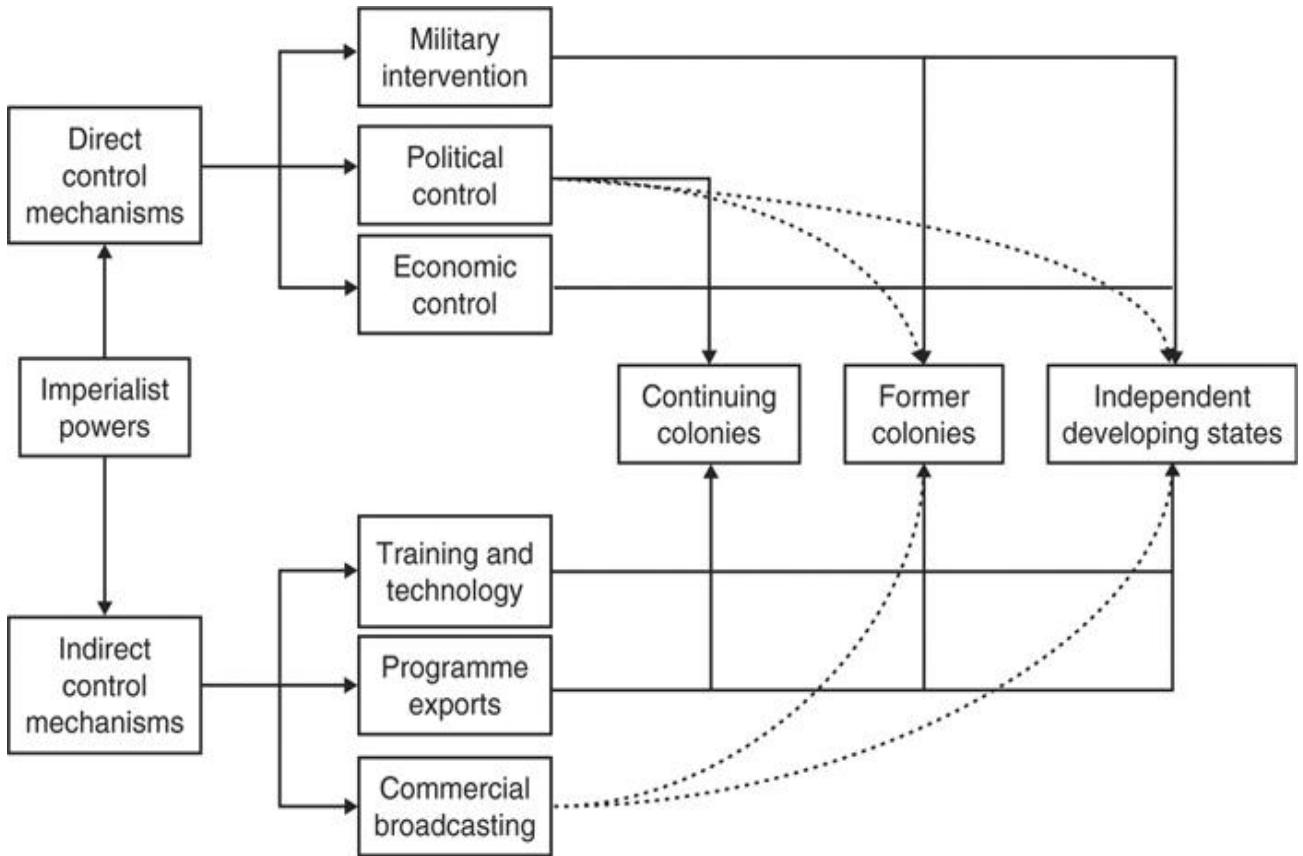 Military
intervention
Direct
control
mechanisms
Political
control
Economic
control
Imperialist
powers
Continuing
colonies
Former
colonies
Independent
developing states
Training and
technology
Indirect
control
mechanisms
Programme
exports
Commercial
broadcasting